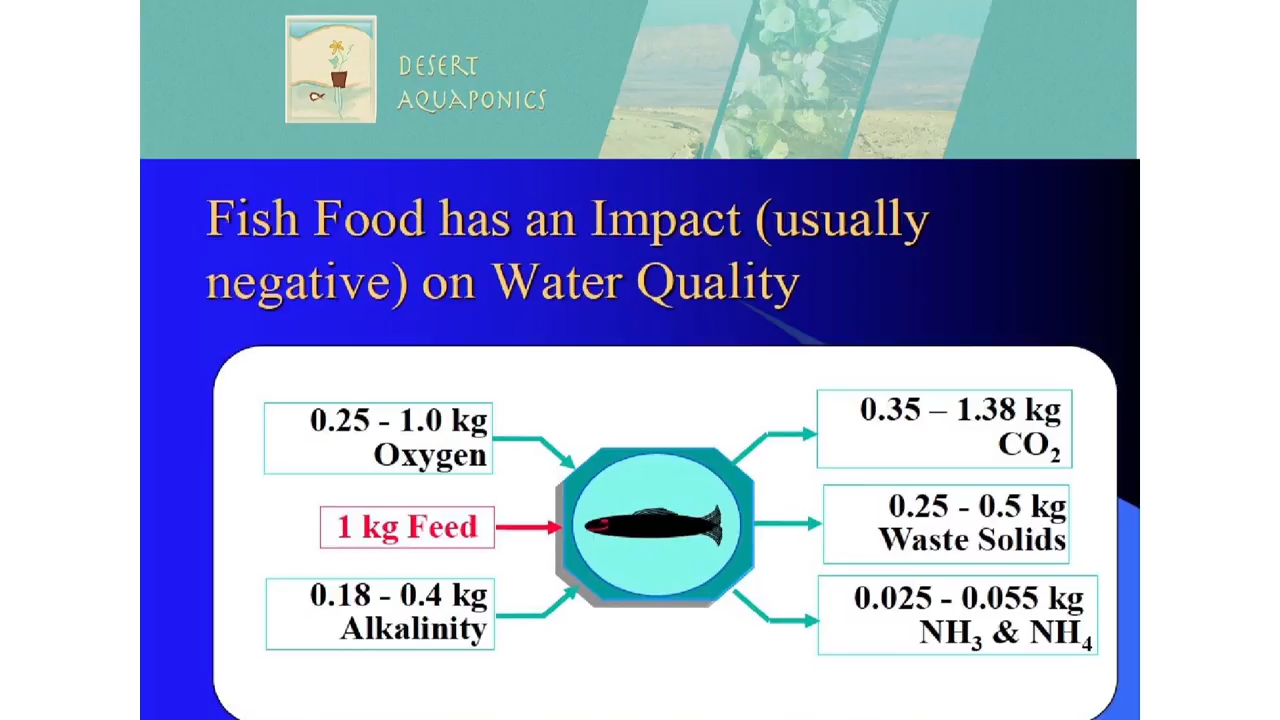 DESERT
AQUAPONICS
Fish Food has an Impact (usually
negative) on Water Quality
0.25 - 1.0 kg
Oxygen
1 kg Feed
0.18 - 0.4 kg
Alkalinity
0.35 – 1.38 kg
CO₂
0.25 - 0.5 kg
Waste Solids
0.025 - 0.055 kg
NH₃ & NH₄